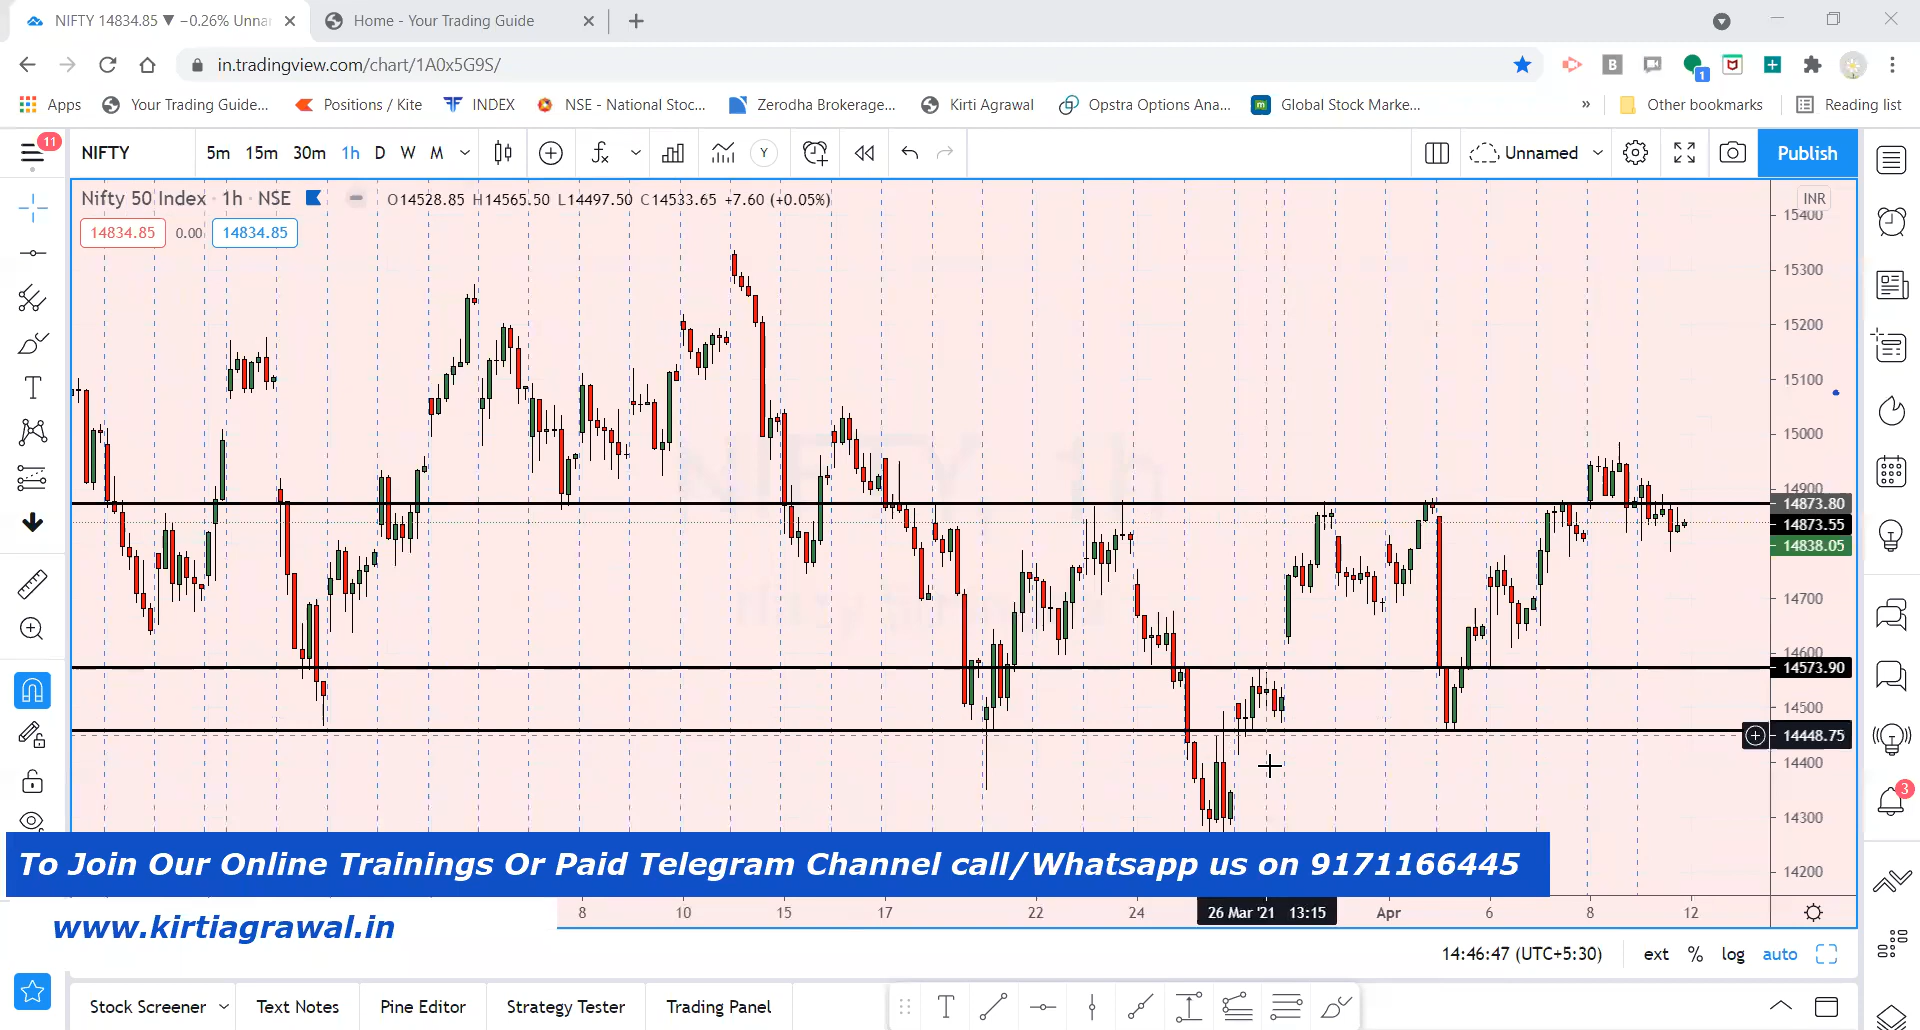 NIFTY 14834.85 ▼ −0.26% Unnar
Home - Your Trading Guide
in.tradingview.com/chart/1A0x5G9S/
Apps Your Trading Guide... Positions / Kite INDEX NSE - National Stoc... Zerodha Brokerage... Kirti Agrawal Opstra Options Ana... Global Stock Marke... » Other bookmarks Reading list
11
NIFTY 5m 15m 30m 1h D W M Y Unnamed Publish
Nifty 50 Index · 1h · NSE O14528.85 H14565.50 L14497.50 C14533.65 +7.60 (+0.05%)
INR
14834.85 0.00 14834.85
15400
15300
15200
15100
15000
14900
14873.80
14873.55
14838.05
14700
14600
14573.90
14500
14448.75
14400
14300
14200
NIFTY, 1h
3
To Join Our Online Trainings Or Paid Telegram Channel call/Whatsapp us on 9171166445
www.kirtiagrawal.in
8 10 15 17 22 24 26 Mar '21 13:15 Apr 6 8 12
14:46:47 (UTC+5:30) ext % log auto
Stock Screener Text Notes Pine Editor Strategy Tester Trading Panel